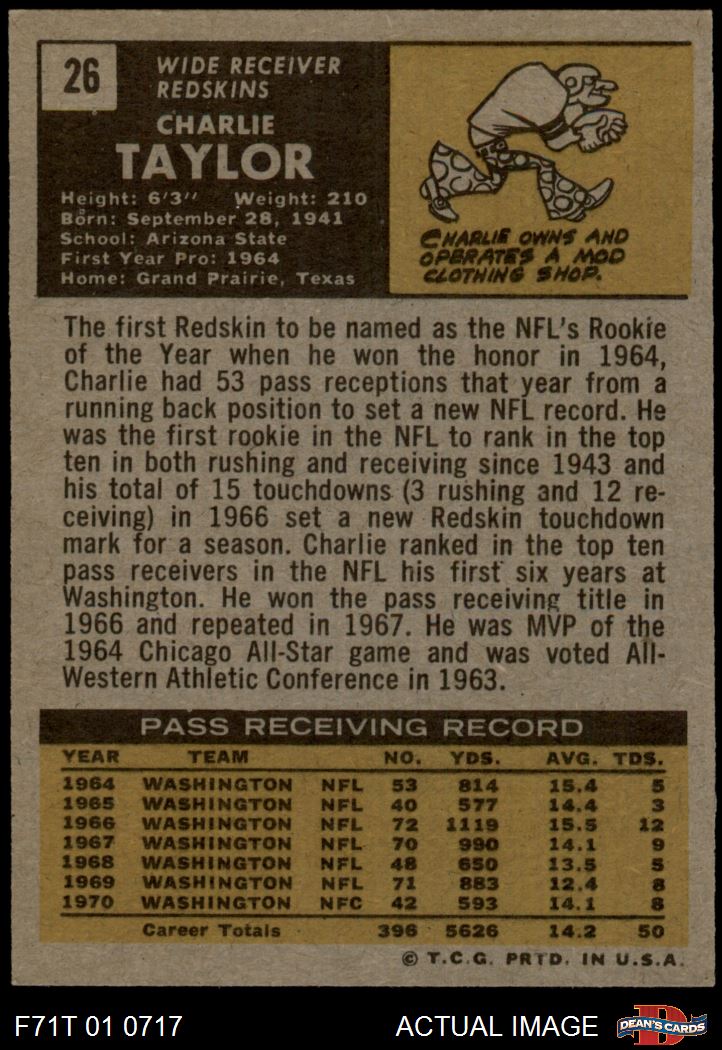 26
WIDE RECEIVER
REDSKINS
CHARLIE
TAYLOR
Height: 6'3" Weight: 210
Born: September 28, 1941
School: Arizona State
First Year Pro: 1964
Home: Grand Prairie, Texas
CHARLIE OWNS AND
OPERATES A MOD
CLOTHING SHOP.
The first Redskin to be named as the NFL's Rookie
of the Year when he won the honor in 1964,
Charlie had 53 pass receptions that year from a
running back position to set a new NFL record. He
was the first rookie in the NFL to rank in the top
ten in both rushing and receiving since 1943 and
his total of 15 touchdowns (3 rushing and 12 re-
ceiving) in 1966 set a new Redskin touchdown
mark for a season. Charlie ranked in the top ten
pass receivers in the NFL his first six years at
Washington. He won the pass receiving title in
1966 and repeated in 1967. He was MVP of the
1964 Chicago All-Star game and was voted All-
Western Athletic Conference in 1963.
PASS RECEIVING RECORD
YEAR TEAM NO. YDS. AVG. TDS.
1964 WASHINGTON NFL 53 814 15.4 5
1965 WASHINGTON NFL 40 577 14.4 3
1966 WASHINGTON NFL 72 1119 15.5 12
1967 WASHINGTON NFL 70 990 14.1 9
1968 WASHINGTON NFL 48 650 13.5 5
1969 WASHINGTON NFL 71 883 12.4 8
1970 WASHINGTON NFC 42 593 14.1 8
Career Totals 396 5626 14.2 50
© T.C.G. PRTD. IN U.S.A.
F71T 01 0717 ACTUAL IMAGE
D
DEAN'S CARDS